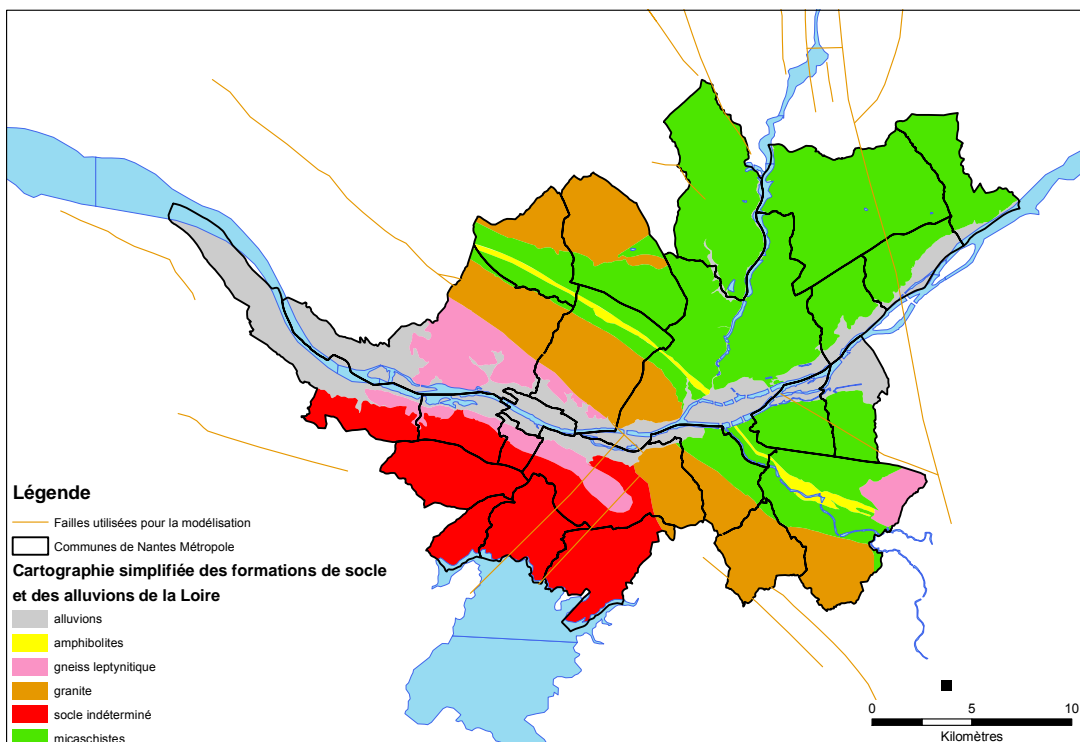 Légende
Failles utilisées pour la modélisation
Communes de Nantes Métropole
Cartographie simplifiée des formations de socle
et des alluvions de la Loire
alluvions
amphibolites
gneiss leptynitique
granite
socle indéterminé
micaschistes
0 5 10
Kilomètres